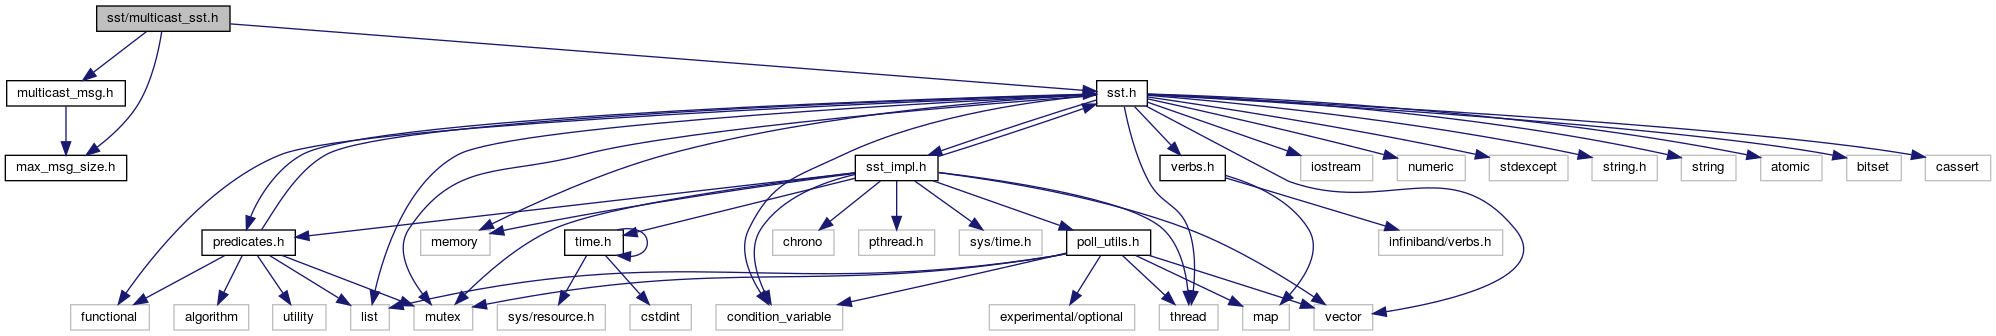 sst/multicast_sst.h
multicast_msg.h
sst.h
max_msg_size.h
sst_impl.h
verbs.h
iostream
numeric
stdexcept
string.h
string
atomic
bitset
cassert
predicates.h
memory
time.h
chrono
pthread.h
sys/time.h
poll_utils.h
infiniband/verbs.h
functional
algorithm
utility
list
mutex
sys/resource.h
cstdint
condition_variable
experimental/optional
thread
map
vector